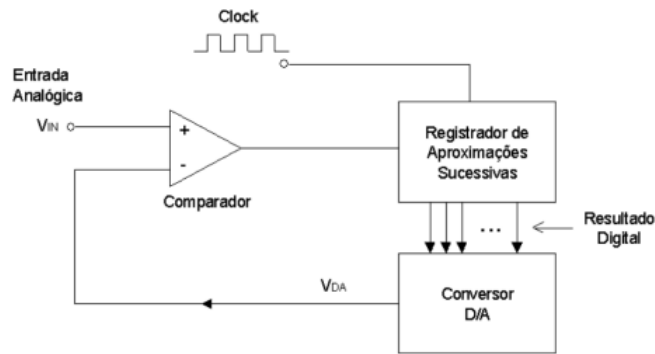 Clock
Entrada
Analógica
VIN
+
-
Comparador
Registrador de
Aproximações
Sucessivas
...
Resultado
Digital
VDA
Conversor
D/A